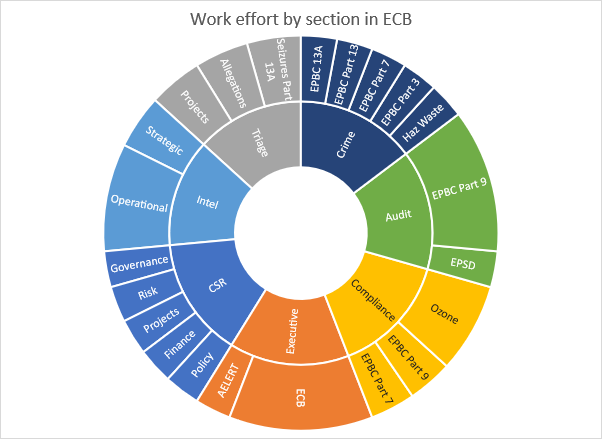 Work effort by section in ECB
Crime
EPBC 13A
EPBC Part 13
EPBC Part 7
EPBC Part 3
Haz Waste
Audit
EPBC Part 9
EPSD
Compliance
Ozone
EPBC Part 9
EPBC Part 7
Executive
ECB
AELERT
CSR
Policy
Finance
Projects
Risk
Governance
Intel
Operational
Strategic
Triage
Projects
Allegations
Seizures Part
13A